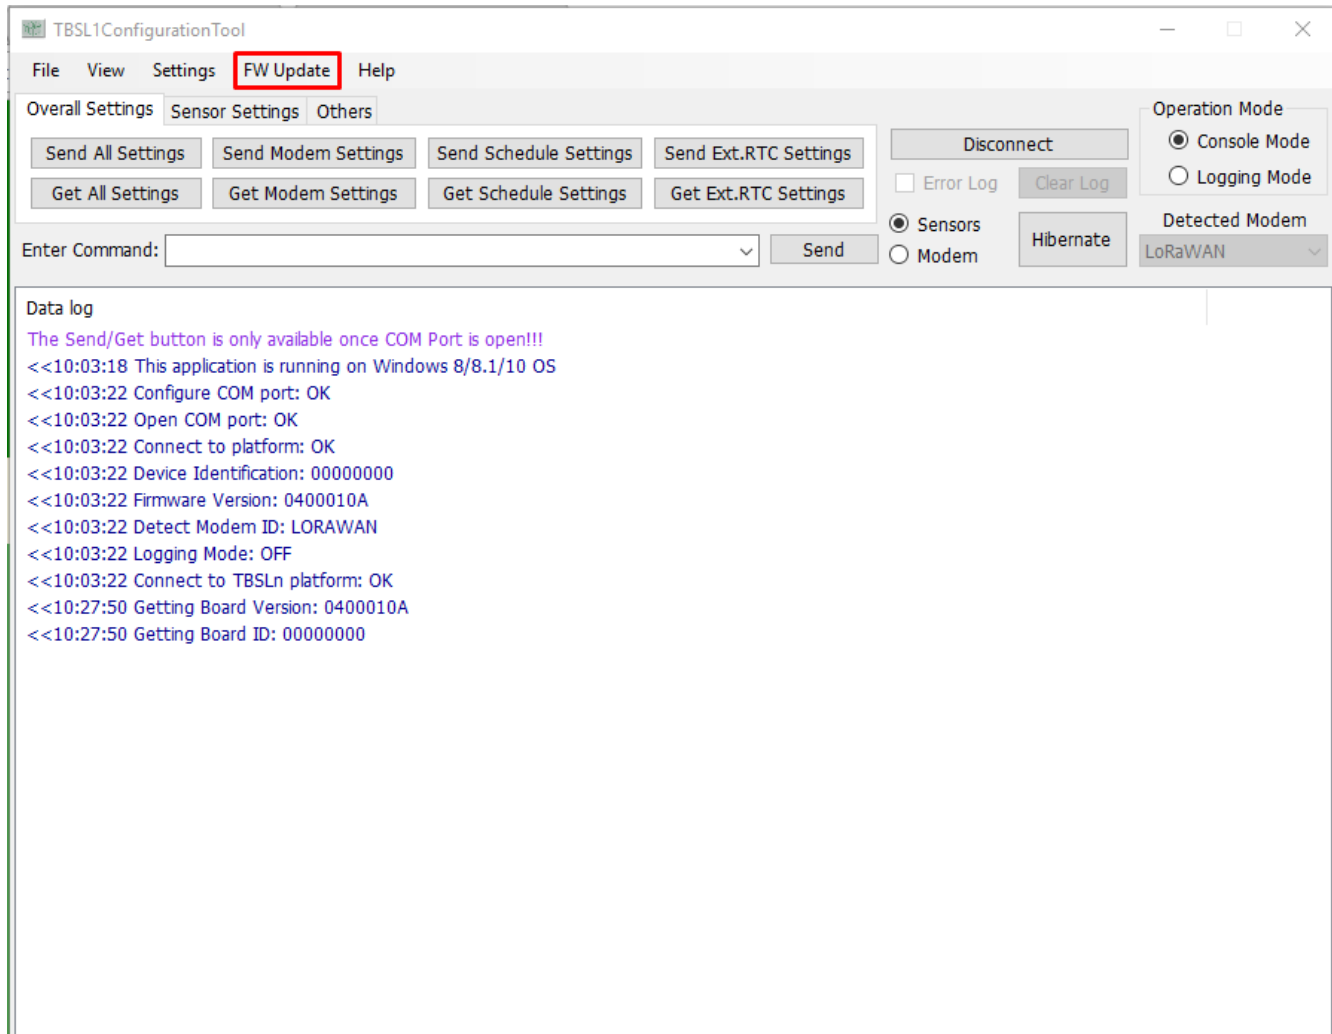 TBSL1ConfigurationTool
File View Settings FW Update Help
Overall Settings Sensor Settings Others
Send All Settings Send Modem Settings Send Schedule Settings Send Ext.RTC Settings
Get All Settings Get Modem Settings Get Schedule Settings Get Ext.RTC Settings
Enter Command: Send
Disconnect
Error Log Clear Log
Sensors
Modem
Hibernate
Operation Mode
Console Mode
Logging Mode
Detected Modem
LoRaWAN
Data log
The Send/Get button is only available once COM Port is open!!!
<<10:03:18 This application is running on Windows 8/8.1/10 OS
<<10:03:22 Configure COM port: OK
<<10:03:22 Open COM port: OK
<<10:03:22 Connect to platform: OK
<<10:03:22 Device Identification: 00000000
<<10:03:22 Firmware Version: 0400010A
<<10:03:22 Detect Modem ID: LORAWAN
<<10:03:22 Logging Mode: OFF
<<10:03:22 Connect to TBSLn platform: OK
<<10:27:50 Getting Board Version: 0400010A
<<10:27:50 Getting Board ID: 00000000